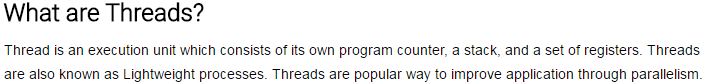 What are Threads?
Thread is an execution unit which consists of its own program counter, a stack, and a set of registers. Threads
are also known as Lightweight processes. Threads are popular way to improve application through parallelism.